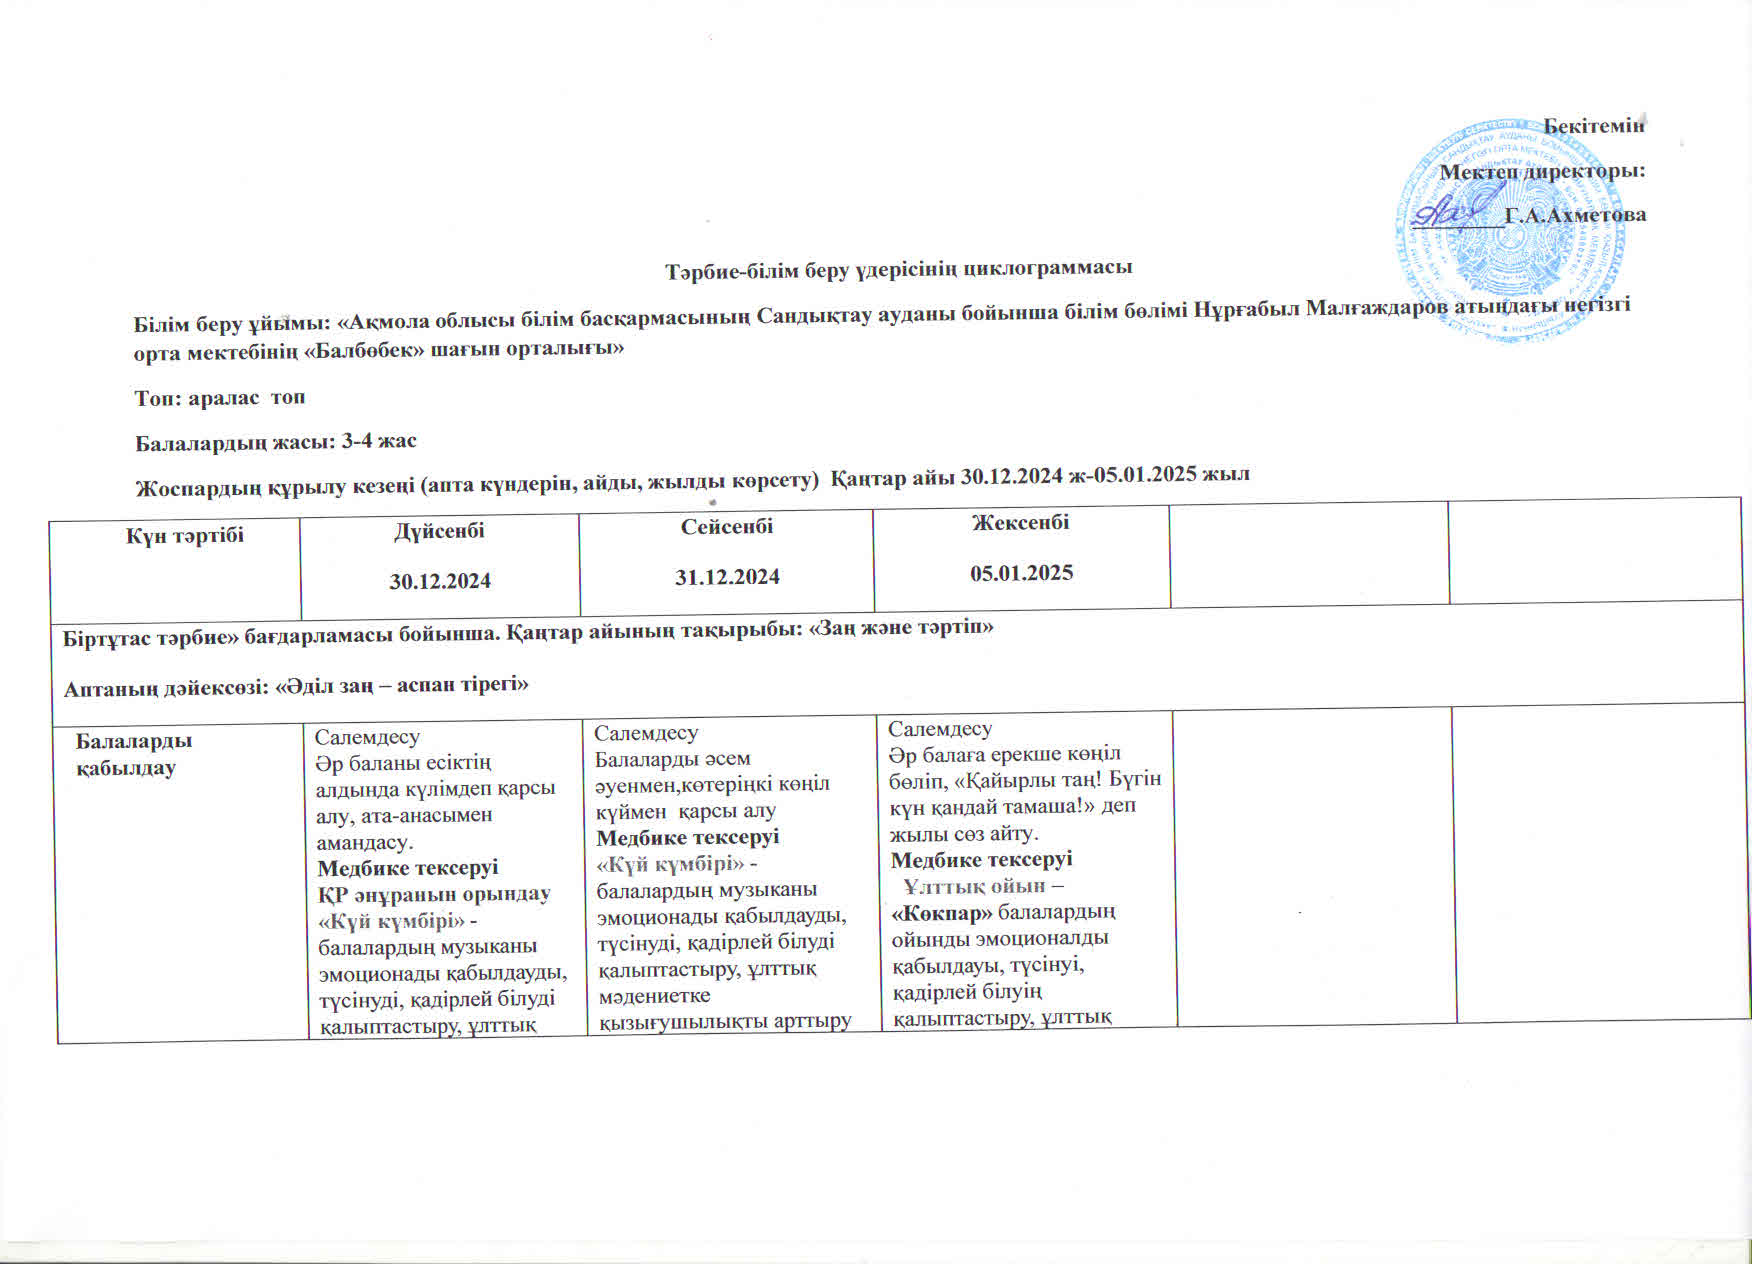 Бекітемін
Мектеп директоры:
________Г.А.Ахметова
Тәрбие-білім беру үдерісінің циклограммасы
Білім беру ұйымы: «Ақмола облысы білім басқармасының Сандықтау ауданы бойынша білім бөлімі Нұрғабыл Малғаждаров атындағы негізгі
орта мектебінің «Балбөбек» шағын орталығы»
Топ: аралас топ
Балалардың жасы: 3-4 жас
Жоспардың құрылу кезеңі (апта күндерін, айды, жылды көрсету) Қаңтар айы 30.12.2024 ж-05.01.2025 жыл
Күн тәртібі
Дүйсенбі
30.12.2024
Сейсенбі
31.12.2024
Жексенбі
05.01.2025
Біртұтас тәрбие» бағдарламасы бойынша. Қаңтар айының тақырыбы: «Заң және тәртіп»
Аптаның дәйексөзі: «Әділ заң – аспан тірегі»
Балаларды
қабылдау
Салемдесу
Әр баланы есіктің
алдында күлімдеп қарсы
алу, ата-анасымен
амандасу.
Медбике тексеруі
ҚР әнұранын орындау
«Күй күмбірі» -
балалардың музыканы
эмоционады қабылдауды,
түсінуді, қадірлей білуді
қалыптастыру, ұлттық
Салемдесу
Балаларды әсем
әуенмен,көтеріңкі көңіл
күймен қарсы алу
Медбике тексеруі
«Күй күмбірі» -
балалардың музыканы
эмоционады қабылдауды,
түсінуді, қадірлей білуді
қалыптастыру, ұлттық
мәдениетке
қызығушылықты арттыру
Салемдесу
Әр балаға ерекше көңіл
бөліп, «Қайырлы таң! Бүгін
күн қандай тамаша!» деп
жылы сөз айту.
Медбике тексеруі
Ұлттық ойын –
«Көкпар» балалардың
ойынды эмоционалды
қабылдауы, түсінуі,
қадірлей білуің
қалыптастыру, ұлттық